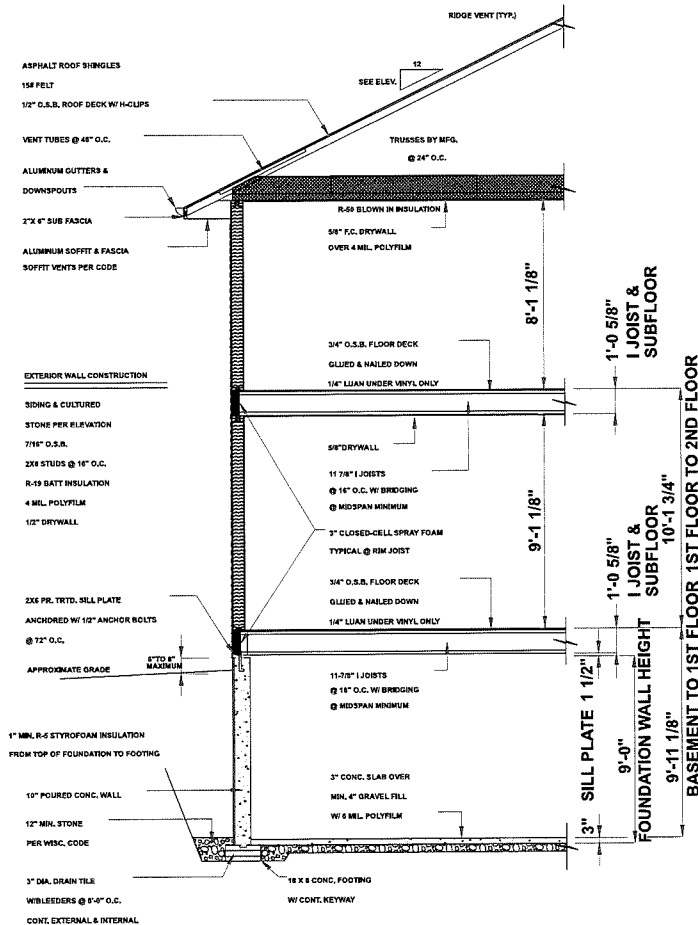 RIDGE VENT (TYP.)
12
SEE ELEV.
ASPHALT ROOF SHINGLES
15# FELT
1/2" O.S.B. ROOF DECK W/ H-CLIPS
VENT TUBES @ 48" O.C.
ALUMINUM GUTTERS &
DOWNSPOUTS
2"X 6" SUB FASCIA
ALUMINUM SOFFIT & FASCIA
SOFFIT VENTS PER CODE
TRUSSES BY MFG.
@ 24" O.C.
R-50 BLOWN IN INSULATION
5/8" F.C. DRYWALL
OVER 4 MIL. POLYFILM
8'-1 1/8"
3/4" O.S.B. FLOOR DECK
GLUED & NAILED DOWN
1/4" LUAN UNDER VINYL ONLY
1'-0 5/8"
I JOIST &
SUBFLOOR
EXTERIOR WALL CONSTRUCTION
SIDING & CULTURED
STONE PER ELEVATION
7/16" O.S.B.
2X6 STUDS @ 16" O.C.
R-19 BATT INSULATION
4 MIL. POLYFILM
1/2" DRYWALL
5/8"DRYWALL
11 7/8" I JOISTS
@ 16" O.C. W/ BRIDGING
@ MIDSPAN MINIMUM
3" CLOSED-CELL SPRAY FOAM
TYPICAL @ RIM JOIST
9'-1 1/8"
10'-1 3/4"
1ST FLOOR TO 2ND FLOOR
3/4" O.S.B. FLOOR DECK
GLUED & NAILED DOWN
1/4" LUAN UNDER VINYL ONLY
1'-0 5/8"
I JOIST &
SUBFLOOR
2X6 PR. TRTD. SILL PLATE
ANCHORED W/ 1/2" ANCHOR BOLTS
@ 72" O.C.
6"TO 8"
MAXIMUM
APPROXIMATE GRADE
11-7/8" I JOISTS
@ 16" O.C. W/ BRIDGING
@ MIDSPAN MINIMUM
SILL PLATE 1 1/2"
9'-0"
FOUNDATION WALL HEIGHT
9'-11 1/8"
BASEMENT TO 1ST FLOOR
1" MIN. R-5 STYROFOAM INSULATION
FROM TOP OF FOUNDATION TO FOOTING
10" POURED CONC. WALL
12" MIN. STONE
PER WISC. CODE
3" CONC. SLAB OVER
MIN. 4" GRAVEL FILL
W/ 6 MIL. POLYFILM
3"
3" DIA. DRAIN TILE
W/BLEEDERS @ 8'-0" O.C.
CONT. EXTERNAL & INTERNAL
18 X 8 CONC. FOOTING
W/ CONT. KEYWAY